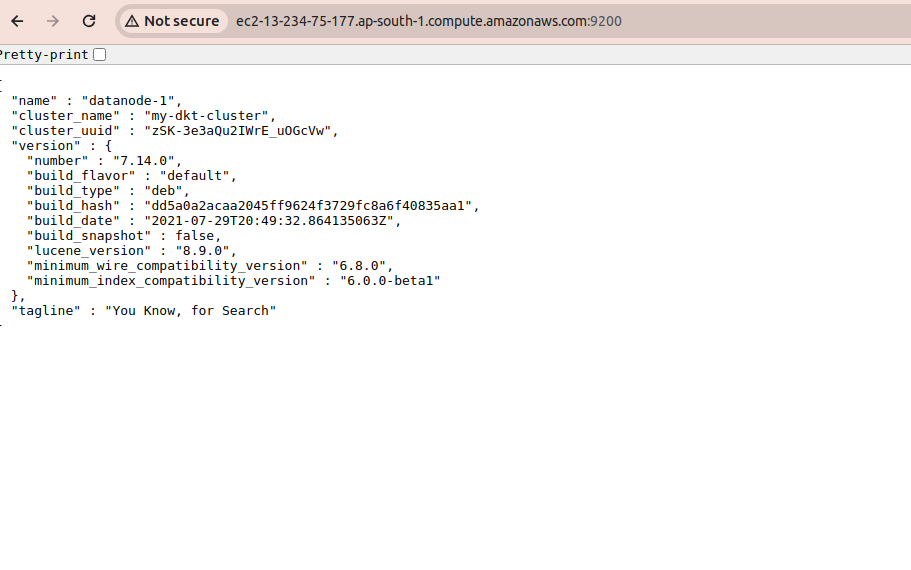 Not secure ec2-13-234-75-177.ap-south-1.compute.amazonaws.com:9200
Pretty-print
{
"name" : "datanode-1",
"cluster_name" : "my-dkt-cluster",
"cluster_uuid" : "zSK-3e3aQu2IWrE_uOGcVw",
"version" : {
"number" : "7.14.0",
"build_flavor" : "default",
"build_type" : "deb",
"build_hash" : "dd5a0a2acaa2045ff9624f3729fc8a6f40835aa1",
"build_date" : "2021-07-29T20:49:32.864135063Z",
"build_snapshot" : false,
"lucene_version" : "8.9.0",
"minimum_wire_compatibility_version" : "6.8.0",
"minimum_index_compatibility_version" : "6.0.0-beta1"
},
"tagline" : "You Know, for Search"
}